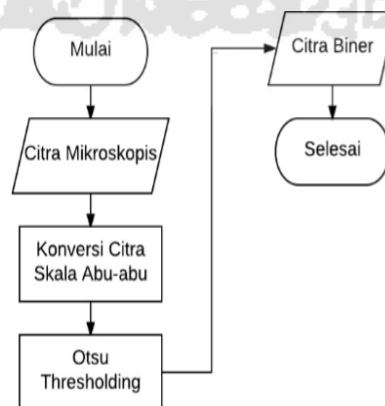 Mulai
Citra Mikroskopis
Konversi Citra
Skala Abu-abu
Otsu
Thresholding
Citra Biner
Selesai